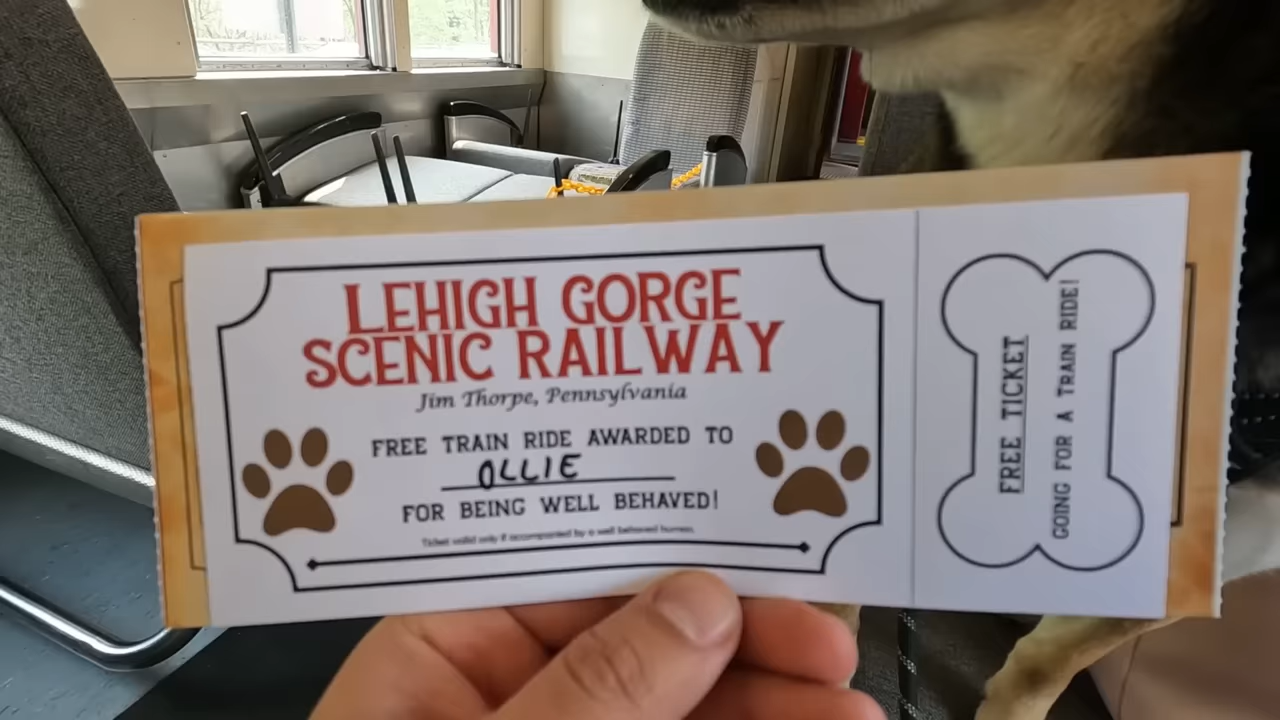 LEHIGH GORGE
SCENIC RAILWAY
Jim Thorpe, Pennsylvania
FREE TRAIN RIDE AWARDED TO
OLLIE
FOR BEING WELL BEHAVED!
Ticket valid only if accompanied by a well behaved human.
FREE TICKET
GOING FOR A TRAIN RIDE!